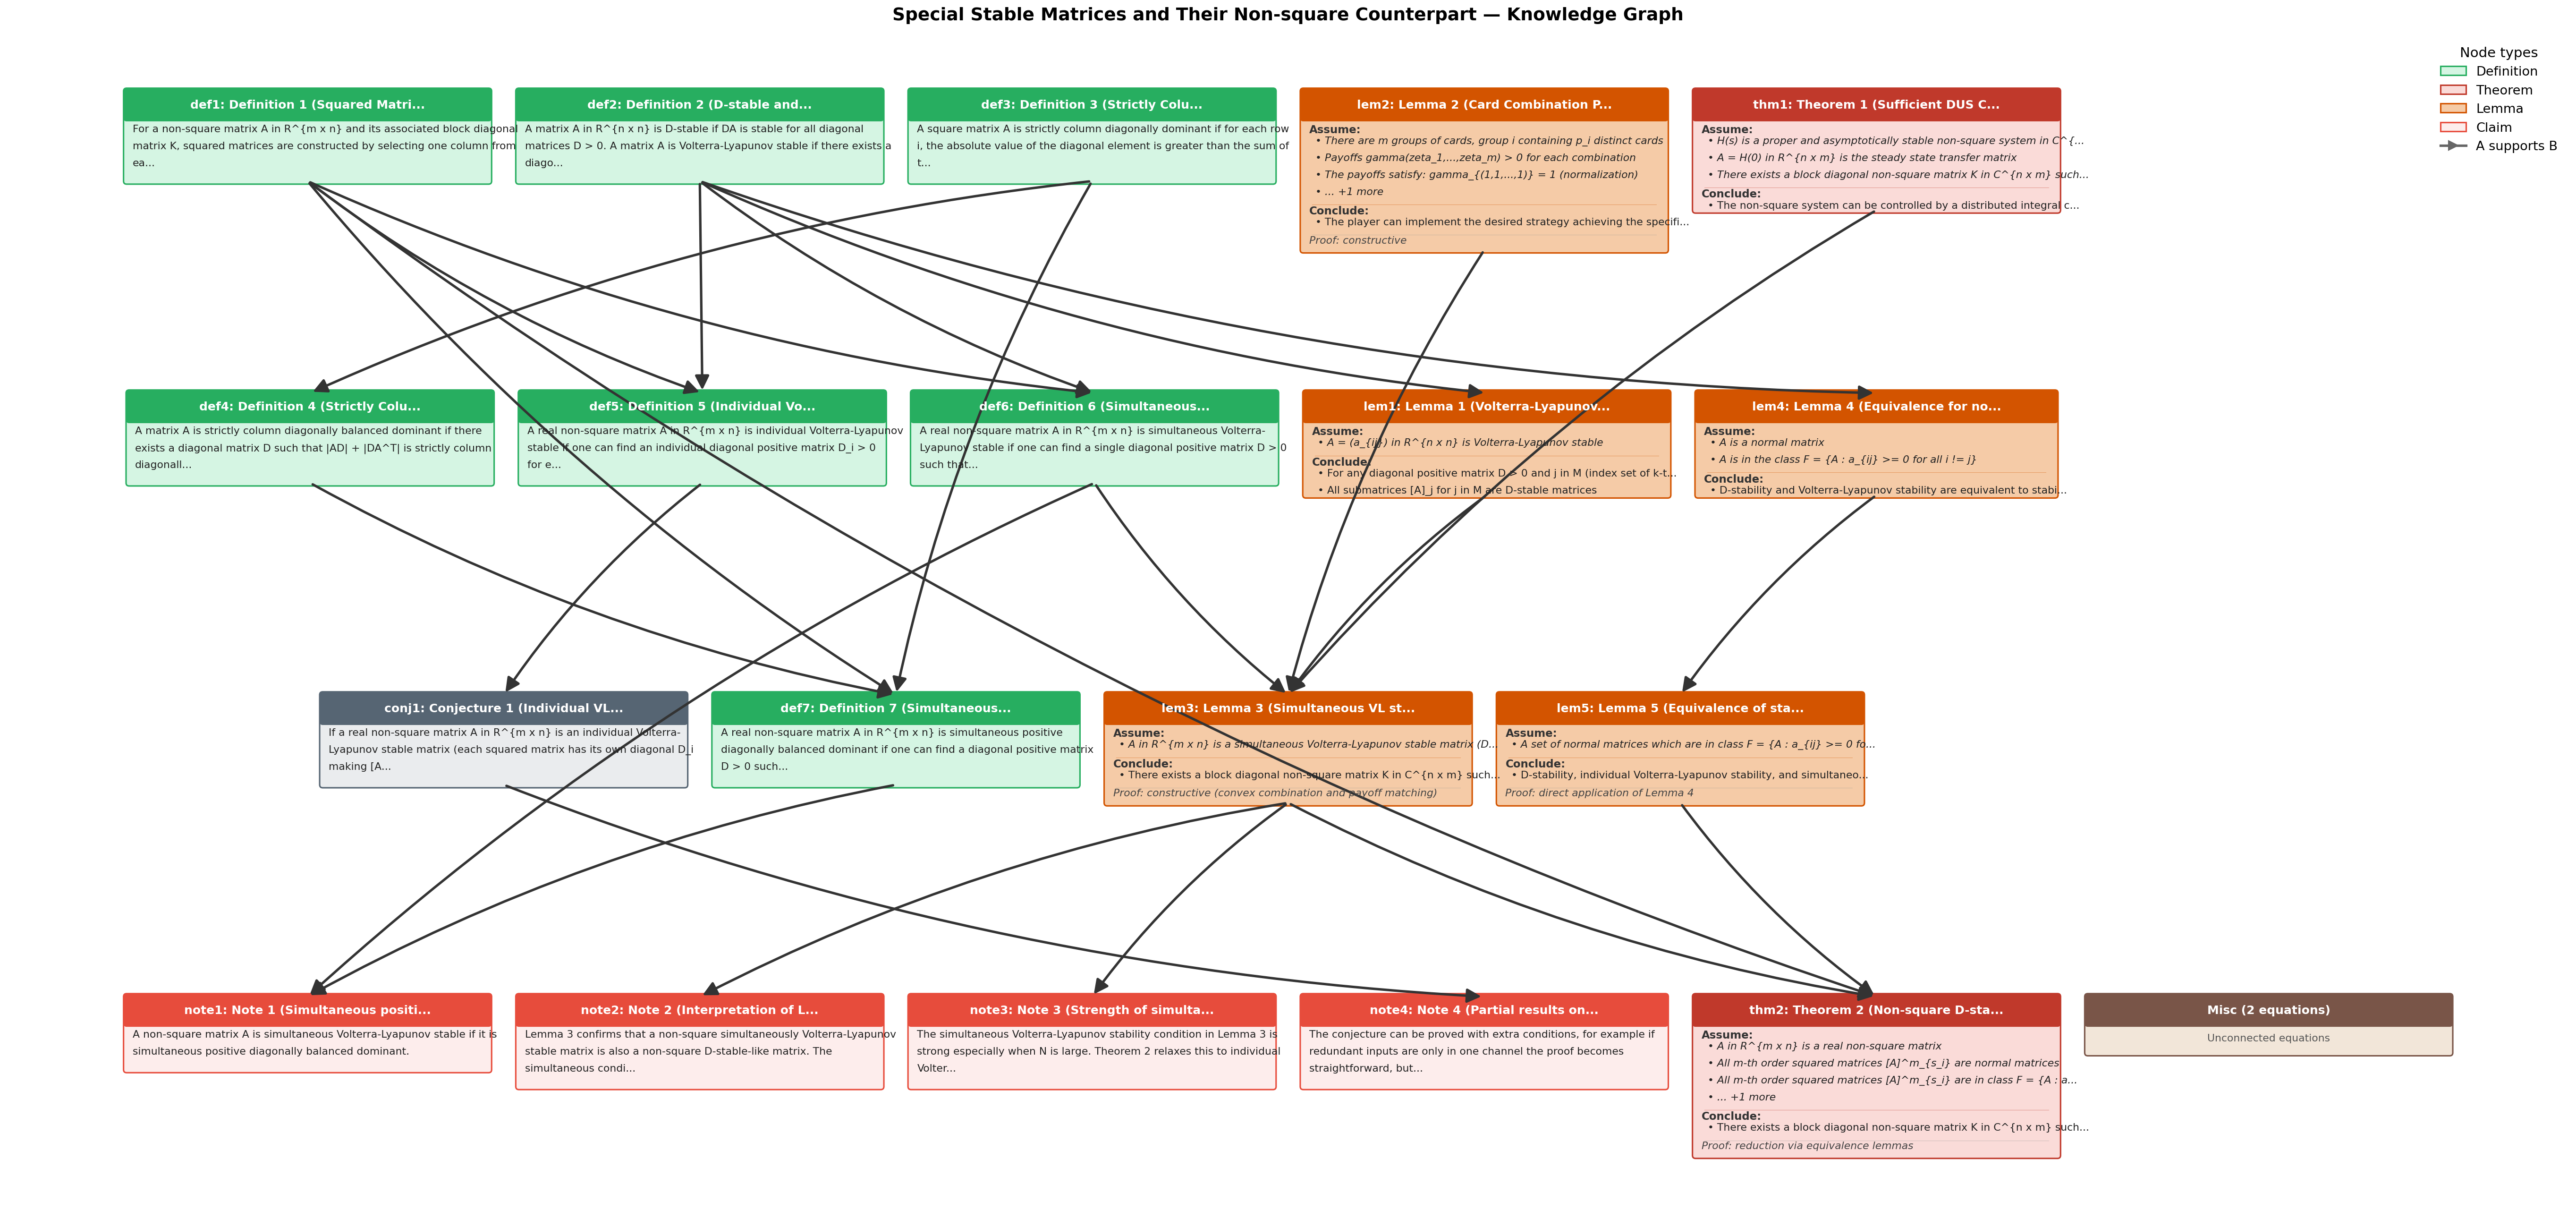 Special Stable Matrices and Their Non-square Counterpart — Knowledge Graph
Node types
Definition
Theorem
Lemma
Claim
A supports B
def1: Definition 1 (Squared Matri...
For a non-square matrix A in R^{m x n} and its associated block diagonal
matrix K, squared matrices are constructed by selecting one column from
ea...
def2: Definition 2 (D-stable and...
A matrix A in R^{n x n} is D-stable if DA is stable for all diagonal
matrices D > 0. A matrix A is Volterra-Lyapunov stable if there exists a
diago...
def3: Definition 3 (Strictly Colu...
A square matrix A is strictly column diagonally dominant if for each row
i, the absolute value of the diagonal element is greater than the sum of
t...
lem2: Lemma 2 (Card Combination P...
Assume:
• There are m groups of cards, group i containing p_i distinct cards
• Payoffs gamma(zeta_1,...,zeta_m) > 0 for each combination
• The payoffs satisfy: gamma_{(1,1,...,1)} = 1 (normalization)
• ... +1 more
Conclude:
• The player can implement the desired strategy achieving the specifi...
Proof: constructive
thm1: Theorem 1 (Sufficient DUS C...
Assume:
• H(s) is a proper and asymptotically stable non-square system in C^{...
• A = H(0) in R^{n x m} is the steady state transfer matrix
• There exists a block diagonal non-square matrix K in C^{n x m} such...
Conclude:
• The non-square system can be controlled by a distributed integral c...
def4: Definition 4 (Strictly Colu...
A matrix A is strictly column diagonally balanced dominant if there
exists a diagonal matrix D such that |AD| + |DA^T| is strictly column
diagonall...
def5: Definition 5 (Individual Vo...
A real non-square matrix A in R^{m x n} is individual Volterra-Lyapunov
stable if one can find an individual diagonal positive matrix D_i > 0
for e...
def6: Definition 6 (Simultaneous...
A real non-square matrix A in R^{m x n} is simultaneous Volterra-
Lyapunov stable if one can find a single diagonal positive matrix D > 0
such that...
lem1: Lemma 1 (Volterra-Lyapunov...
Assume:
• A = (a_{ij}) in R^{n x n} is Volterra-Lyapunov stable
Conclude:
• For any diagonal positive matrix D > 0 and j in M (index set of k-t...
• All submatrices [A]_j for j in M are D-stable matrices
lem4: Lemma 4 (Equivalence for no...
Assume:
• A is a normal matrix
• A is in the class F = {A : a_{ij} >= 0 for all i != j}
Conclude:
• D-stability and Volterra-Lyapunov stability are equivalent to stabi...
conj1: Conjecture 1 (Individual VL...
If a real non-square matrix A in R^{m x n} is an individual Volterra-
Lyapunov stable matrix (each squared matrix has its own diagonal D_i
making [A...
def7: Definition 7 (Simultaneous...
A real non-square matrix A in R^{m x n} is simultaneous positive
diagonally balanced dominant if one can find a diagonal positive matrix
D > 0 such...
lem3: Lemma 3 (Simultaneous VL st...
Assume:
• A in R^{m x n} is a simultaneous Volterra-Lyapunov stable matrix (D...
Conclude:
• There exists a block diagonal non-square matrix K in C^{n x m} such...
Proof: constructive (convex combination and payoff matching)
lem5: Lemma 5 (Equivalence of sta...
Assume:
• A set of normal matrices which are in class F = {A : a_{ij} >= 0 fo...
Conclude:
• D-stability, individual Volterra-Lyapunov stability, and simultaneo...
Proof: direct application of Lemma 4
note1: Note 1 (Simultaneous positi...
A non-square matrix A is simultaneous Volterra-Lyapunov stable if it is
simultaneous positive diagonally balanced dominant.
note2: Note 2 (Interpretation of L...
Lemma 3 confirms that a non-square simultaneously Volterra-Lyapunov
stable matrix is also a non-square D-stable-like matrix. The
simultaneous condi...
note3: Note 3 (Strength of simulta...
The simultaneous Volterra-Lyapunov stability condition in Lemma 3 is
strong especially when N is large. Theorem 2 relaxes this to individual
Volter...
note4: Note 4 (Partial results on...
The conjecture can be proved with extra conditions, for example if
redundant inputs are only in one channel the proof becomes
straightforward, but...
thm2: Theorem 2 (Non-square D-sta...
Assume:
• A in R^{m x n} is a real non-square matrix
• All m-th order squared matrices [A]^m_{s_i} are normal matrices
• All m-th order squared matrices [A]^m_{s_i} are in class F = {A : a...
• ... +1 more
Conclude:
• There exists a block diagonal non-square matrix K in C^{n x m} such...
Proof: reduction via equivalence lemmas
Misc (2 equations)
Unconnected equations